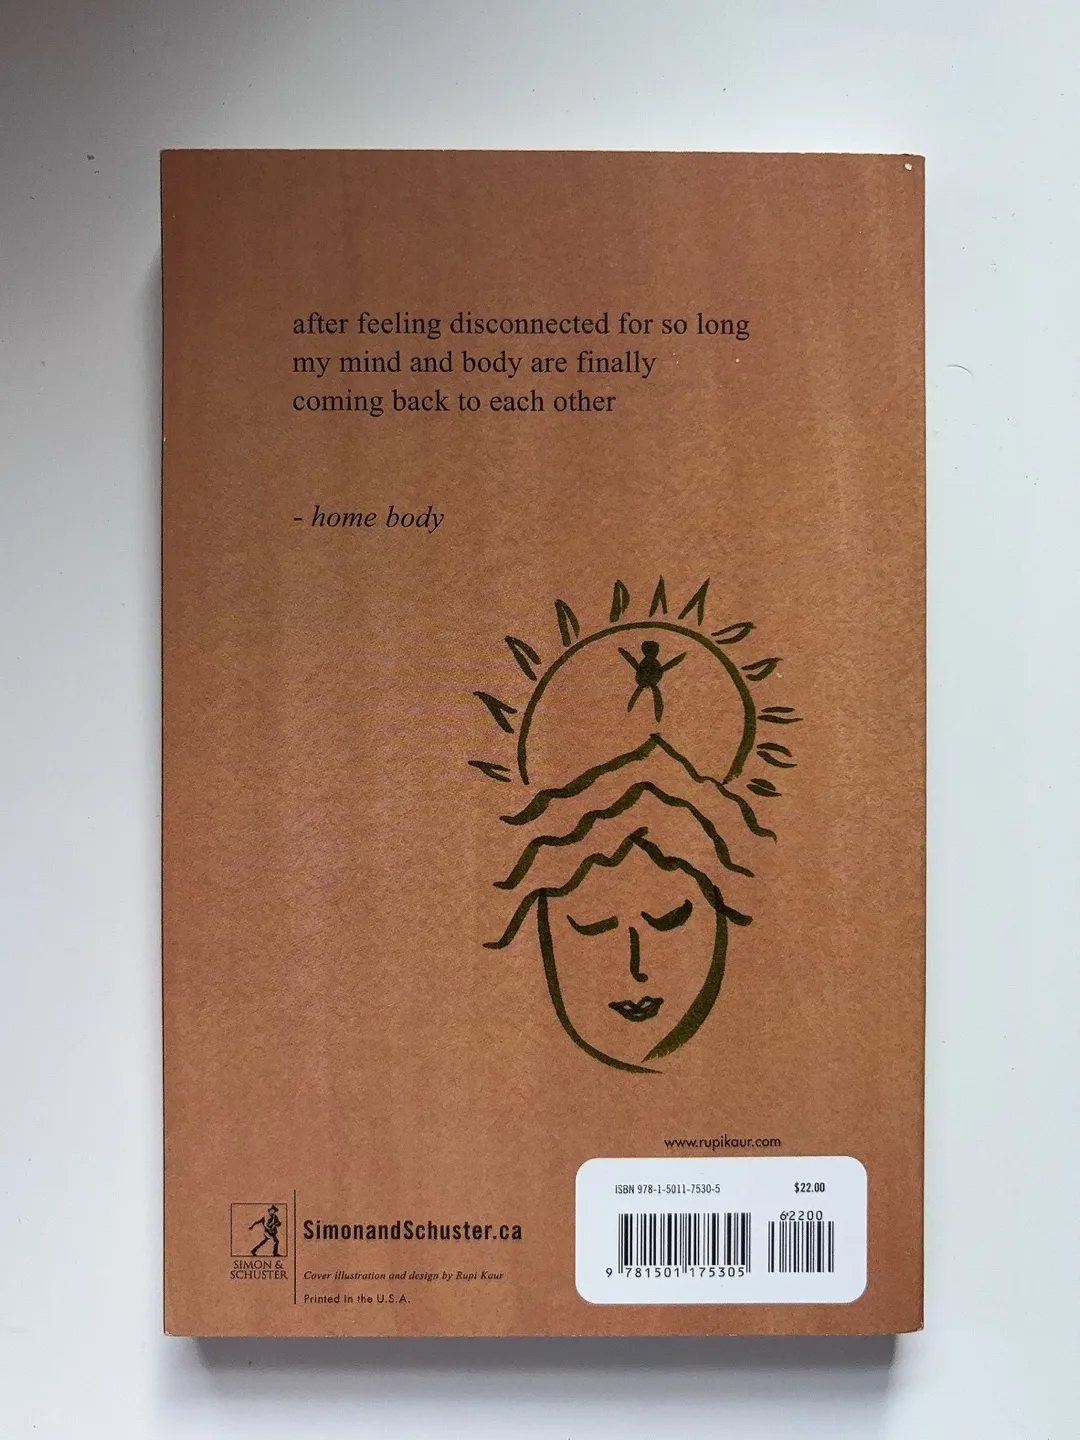 after feeling disconnected for so long
my mind and body are finally
coming back to each other
- home body
www.rupikaur.com
ISBN 978-1-5011-7530-5
$22.00
62200
9 781501 175305
SIMON &
SCHUSTER
SimonandSchuster.ca
Cover illustration and design by Rupi Kaur
Printed in the U.S.A.